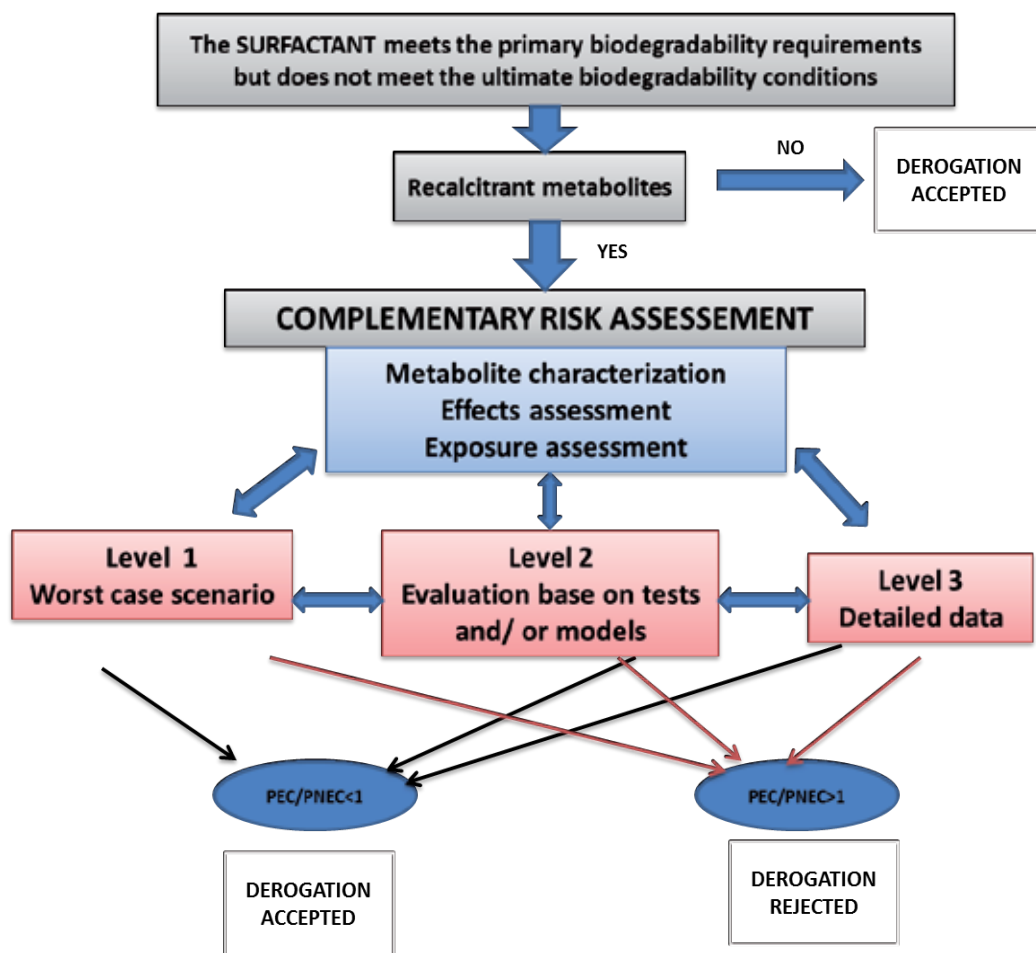 The SURFACTANT meets the primary biodegradability requirements
but does not meet the ultimate biodegradability conditions
NO
Recalcitrant metabolites
DEROGATION
ACCEPTED
YES
COMPLEMENTARY RISK ASSESSEMENT
Metabolite characterization
Effects assessment
Exposure assessment
Level 1
Worst case scenario
Level 2
Evaluation base on tests
and/ or models
Level 3
Detailed data
PEC/PNEC<1
PEC/PNEC>1
DEROGATION
ACCEPTED
DEROGATION
REJECTED